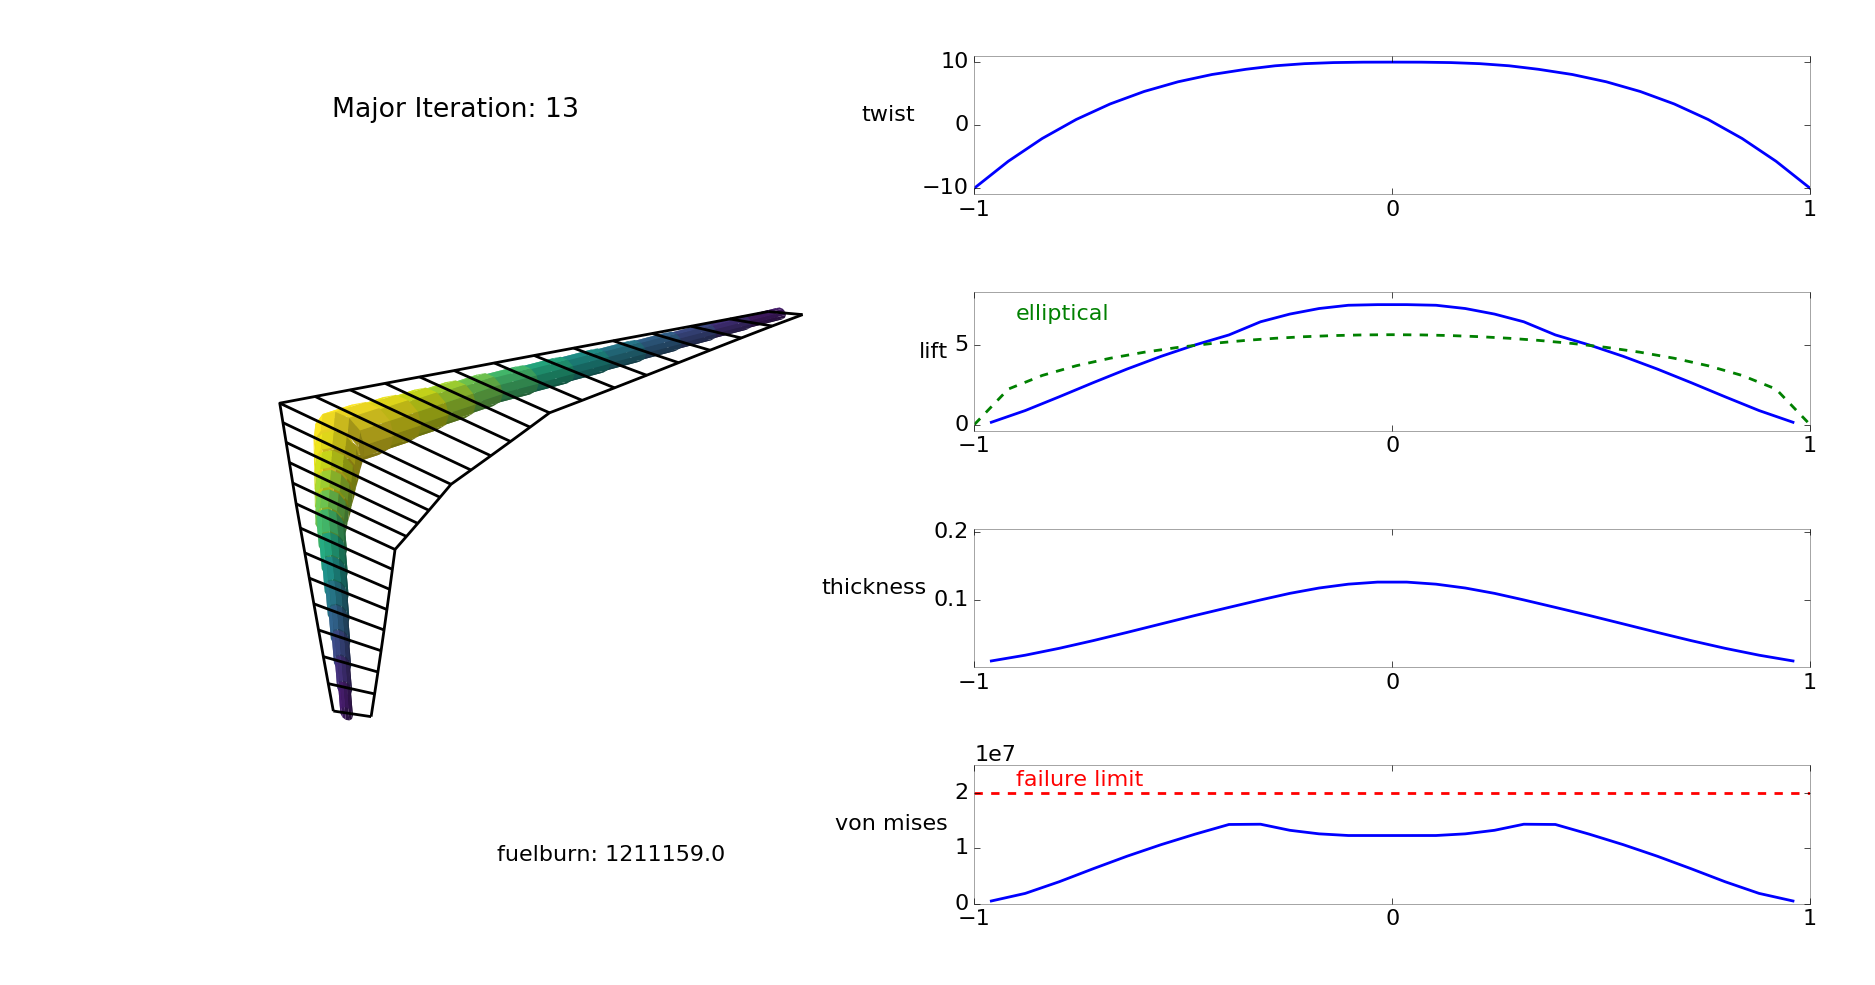 Major Iteration: 13
fuelburn: 1211159.0
twist
10
0
−10
−1
0
1
elliptical
lift
5
0
−1
0
1
thickness
0.2
0.1
−1
0
1
1e7
failure limit
von mises
2
1
0
−1
0
1